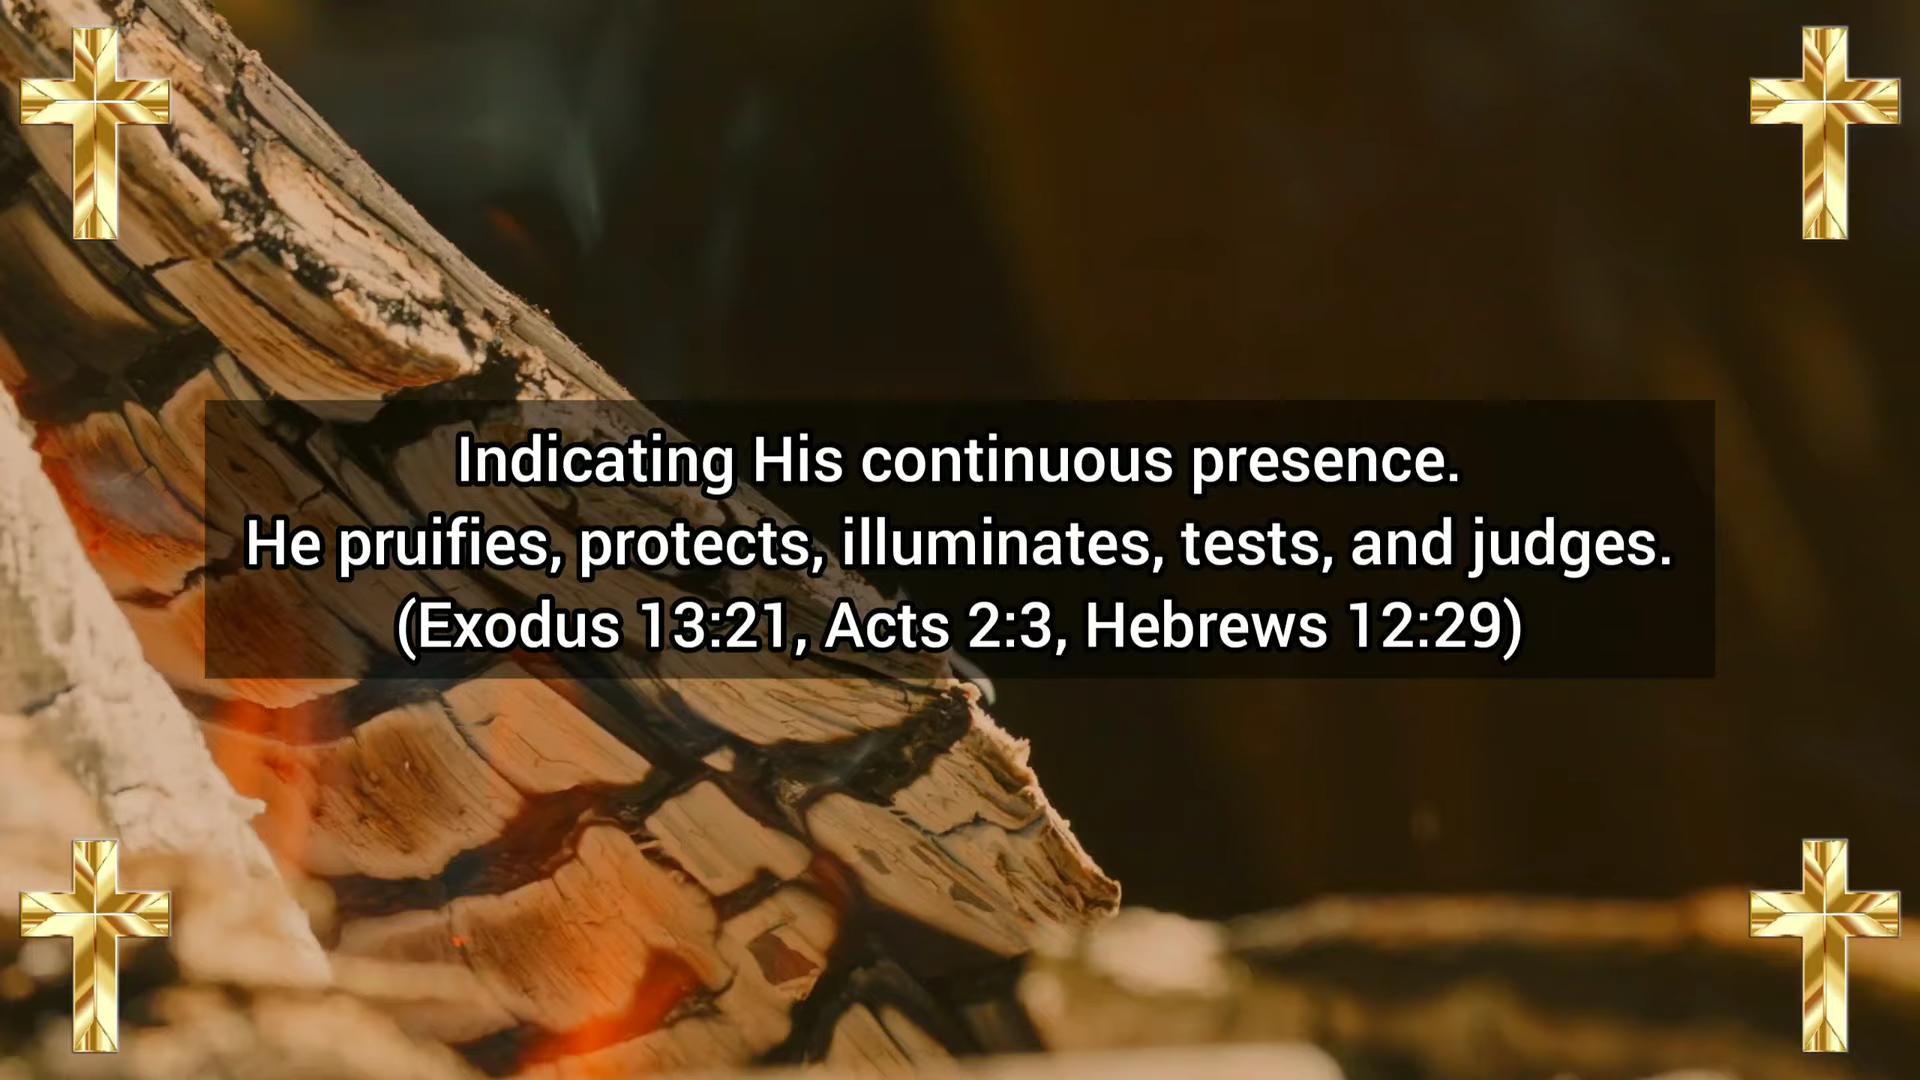 Indicating His continuous presence.
He pruifies, protects, illuminates, tests, and judges.
(Exodus 13:21, Acts 2:3, Hebrews 12:29)